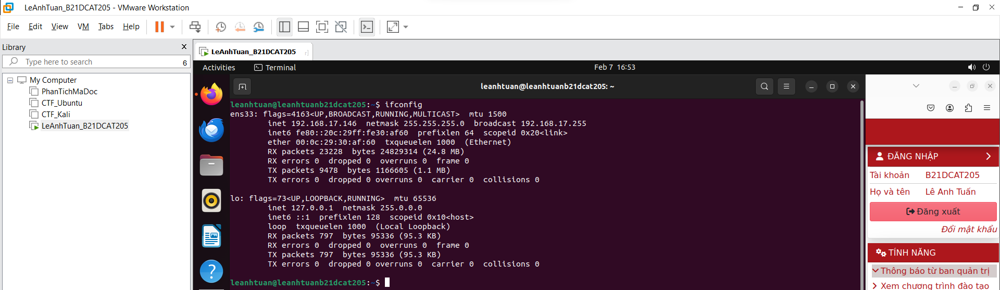 LeAnhTuan_B21DCAT205 - VMware Workstation
File Edit View VM Tabs Help
Library
Type here to search
6
My Computer
PhanTichMaDoc
CTF_Ubuntu
CTF_Kali
LeAnhTuan_B21DCAT205
LeAnhTuan_B21DCAT205
Activities Terminal Feb 7 16:53
leanhtuan@leanhtuanb21dcat205: ~
leanhtuan@leanhtuanb21dcat205:~$ ifconfig
ens33: flags=4163<UP,BROADCAST,RUNNING,MULTICAST>  mtu 1500
        inet 192.168.17.146  netmask 255.255.255.0  broadcast 192.168.17.255
        inet6 fe80::20c:29ff:fe30:af60  prefixlen 64  scopeid 0x20<link>
        ether 00:0c:29:30:af:60  txqueuelen 1000  (Ethernet)
        RX packets 23228  bytes 24829314 (24.8 MB)
        RX errors 0  dropped 0  overruns 0  frame 0
        TX packets 9478  bytes 1166605 (1.1 MB)
        TX errors 0  dropped 0 overruns 0  carrier 0  collisions 0
lo: flags=73<UP,LOOPBACK,RUNNING>  mtu 65536
        inet 127.0.0.1  netmask 255.0.0.0
        inet6 ::1  prefixlen 128  scopeid 0x10<host>
        loop  txqueuelen 1000  (Local Loopback)
        RX packets 797  bytes 95336 (95.3 KB)
        RX errors 0  dropped 0  overruns 0  frame 0
        TX packets 797  bytes 95336 (95.3 KB)
        TX errors 0  dropped 0 overruns 0  carrier 0  collisions 0
leanhtuan@leanhtuanb21dcat205:~$
ĐĂNG NHẬP
Tài khoản B21DCAT205
Họ và tên Lê Anh Tuấn
Đăng xuất
Đổi mật khẩu
TÍNH NĂNG
Thông báo từ ban quản trị
Xem chương trình đào tạo